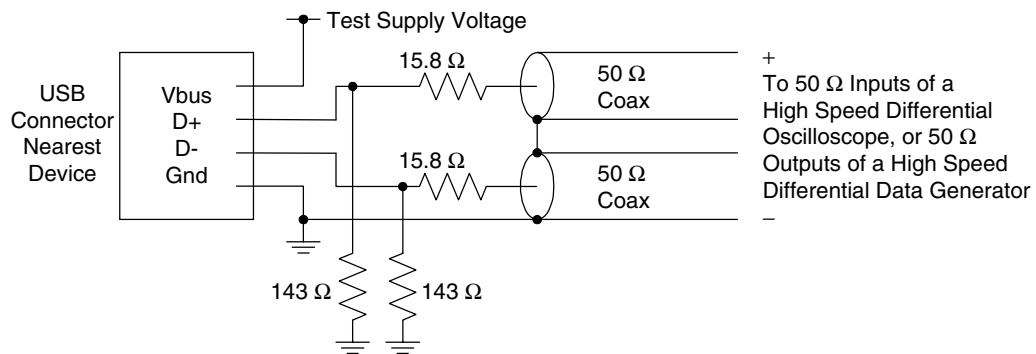 Test Supply Voltage
USB
Connector
Nearest
Device
Vbus
D+
D-
Gnd
15.8 Ω
50 Ω
Coax
15.8 Ω
50 Ω
Coax
+
To 50 Ω Inputs of a
High Speed Differential
Oscilloscope, or 50 Ω
Outputs of a High Speed
Differential Data Generator
−
143 Ω
143 Ω